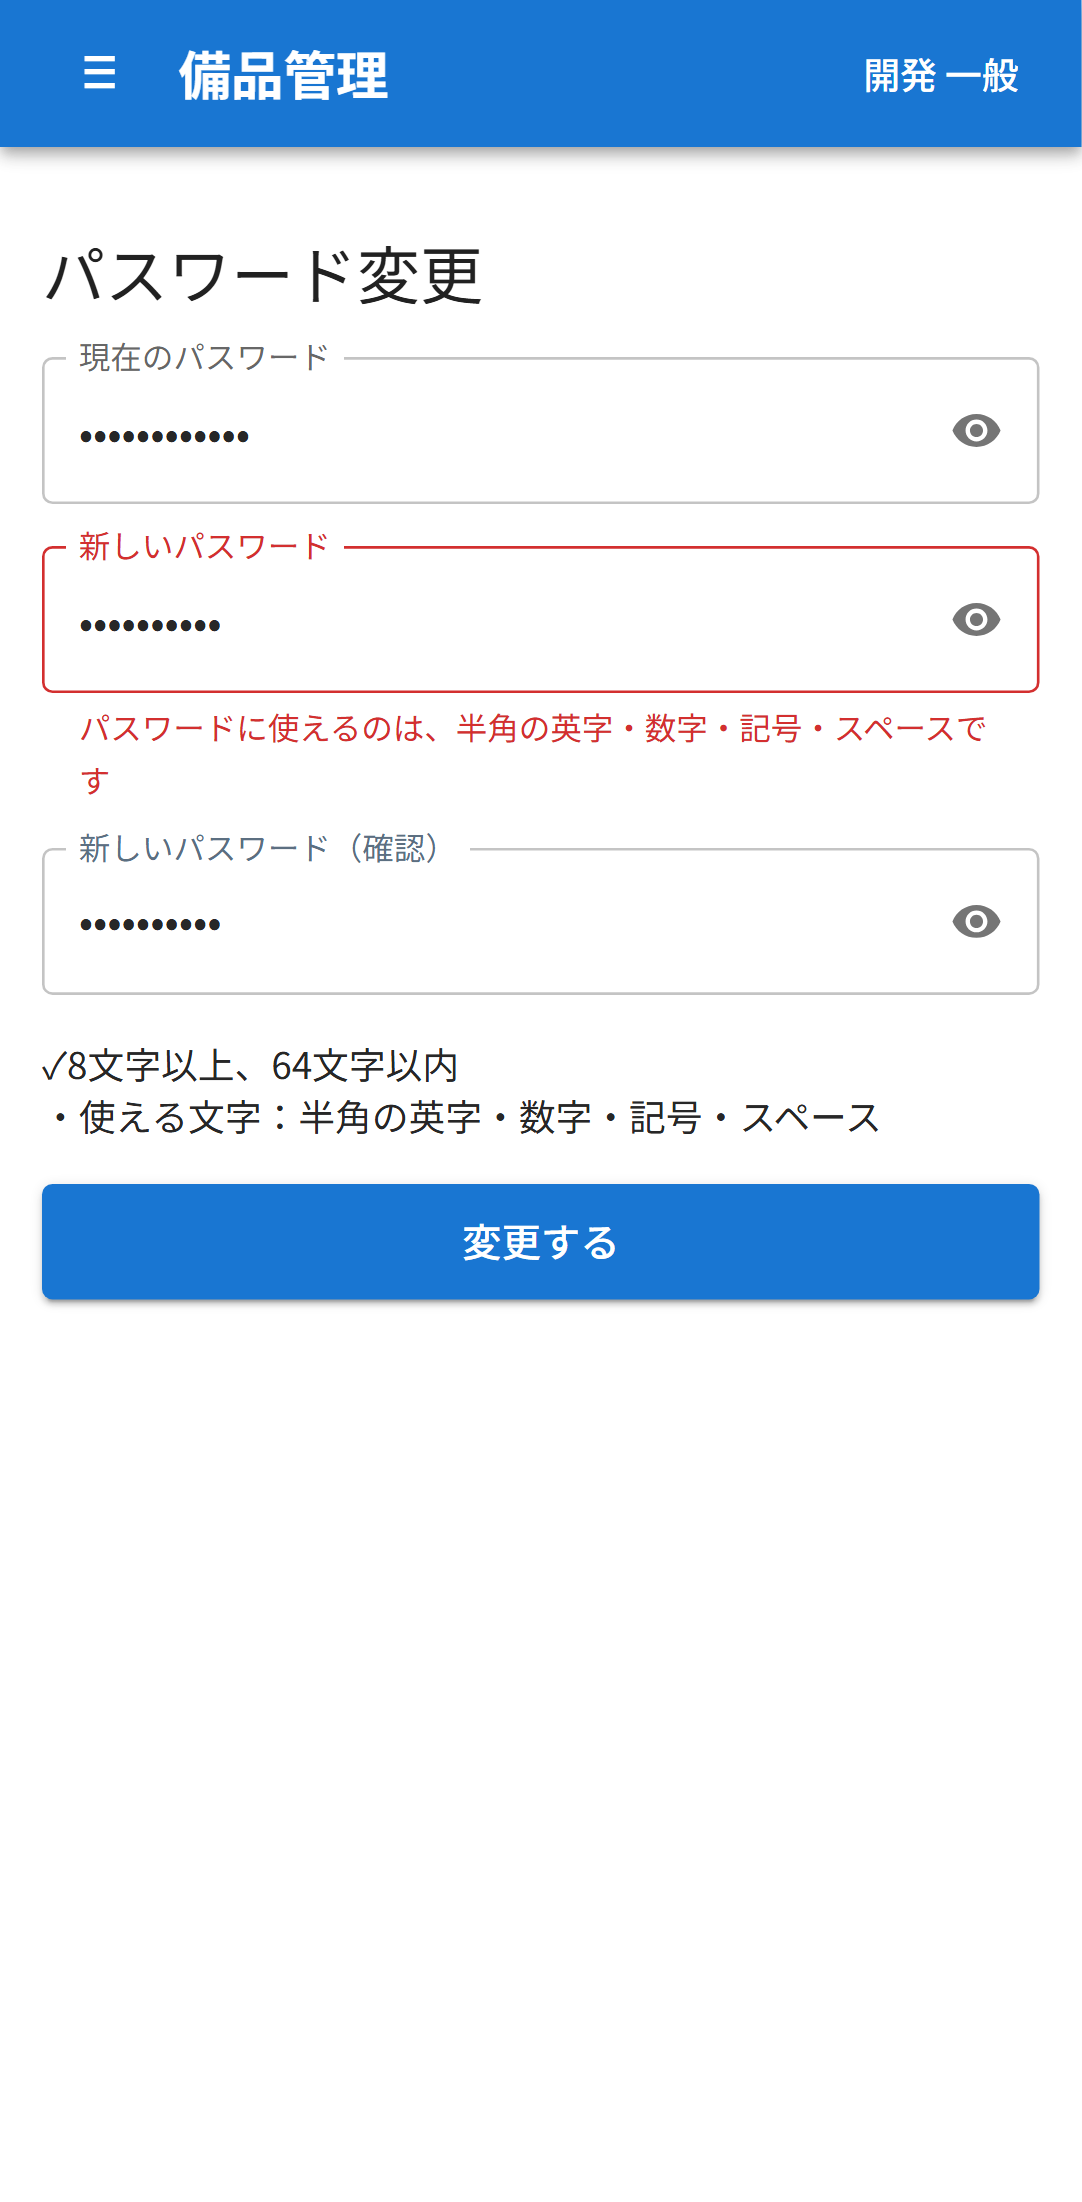 備品管理
開発 一般
パスワード変更
現在のパスワード
••••••••••••
新しいパスワード
••••••••••
パスワードに使えるのは、半角の英字・数字・記号・スペースで
す
新しいパスワード（確認）
••••••••••
✓8文字以上、64文字以内
・使える文字：半角の英字・数字・記号・スペース
変更する